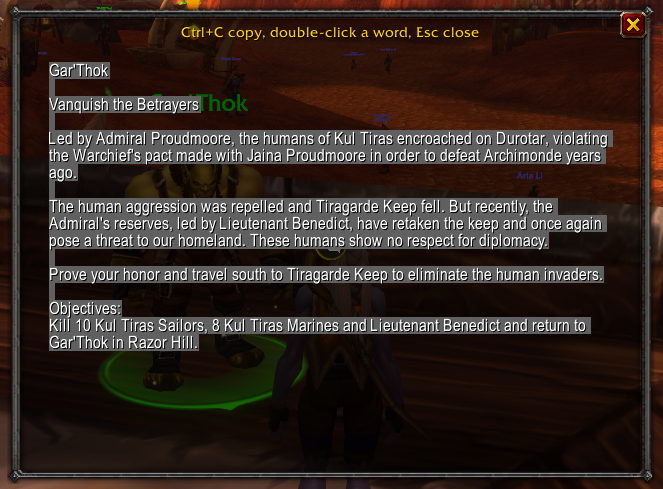 Ctrl+C copy, double-click a word, Esc close
Gar'Thok
Vanquish the Betrayers
Led by Admiral Proudmoore, the humans of Kul Tiras encroached on Durotar, violating
the Warchief's pact made with Jaina Proudmoore in order to defeat Archimonde years
ago.
The human aggression was repelled and Tiragarde Keep fell. But recently, the
Admiral's reserves, led by Lieutenant Benedict, have retaken the keep and once again
pose a threat to our homeland. These humans show no respect for diplomacy.
Prove your honor and travel south to Tiragarde Keep to eliminate the human invaders.
Objectives:
Kill 10 Kul Tiras Sailors, 8 Kul Tiras Marines and Lieutenant Benedict and return to
Gar'Thok in Razor Hill.